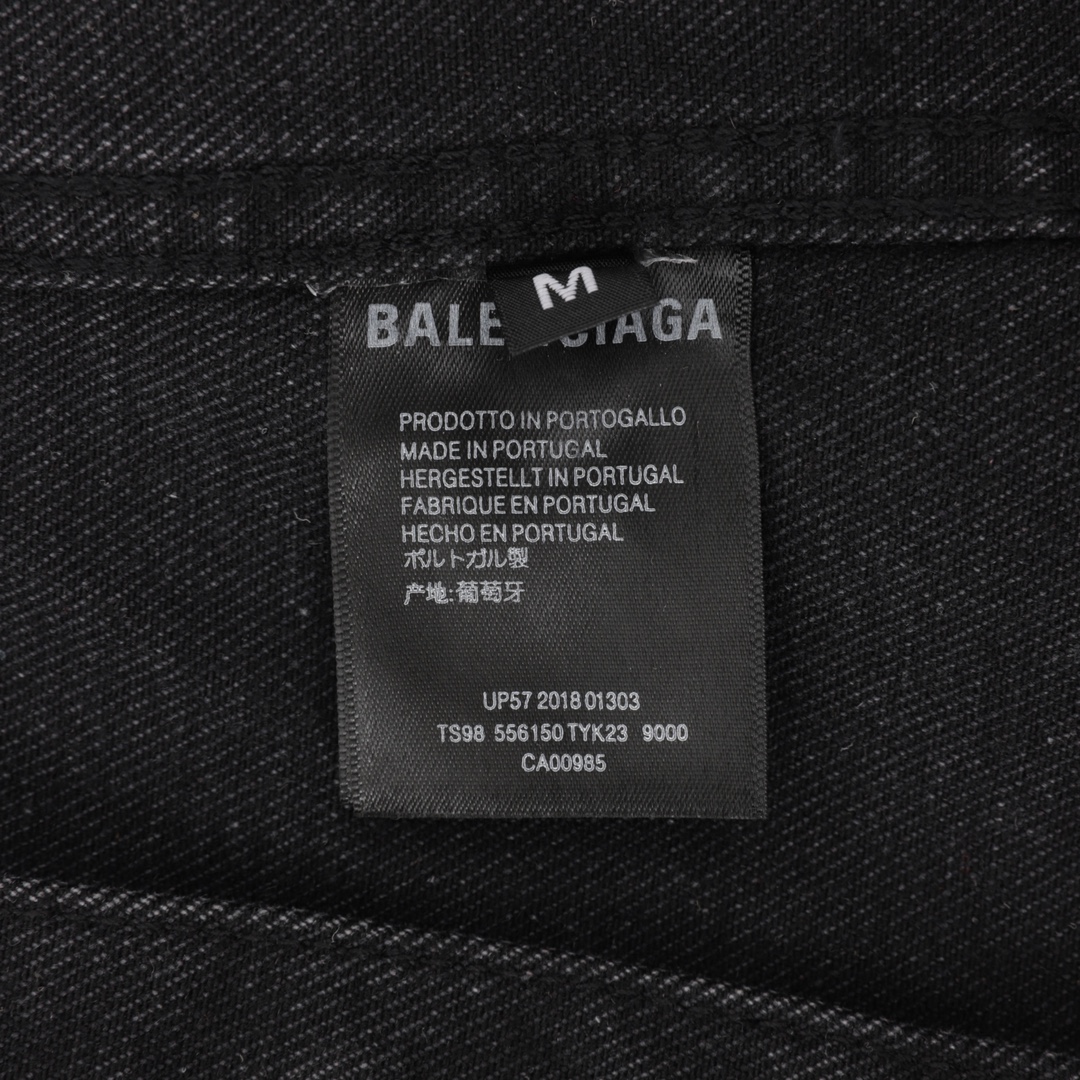 M
BALENCIAGA
PRODOTTO IN PORTOGALLO
MADE IN PORTUGAL
HERGESTELLT IN PORTUGAL
FABRIQUE EN PORTUGAL
HECHO EN PORTUGAL
ポルトガル製
产地:葡萄牙
UP57 2018 01303
TS98 556150 TYK23 9000
CA00985